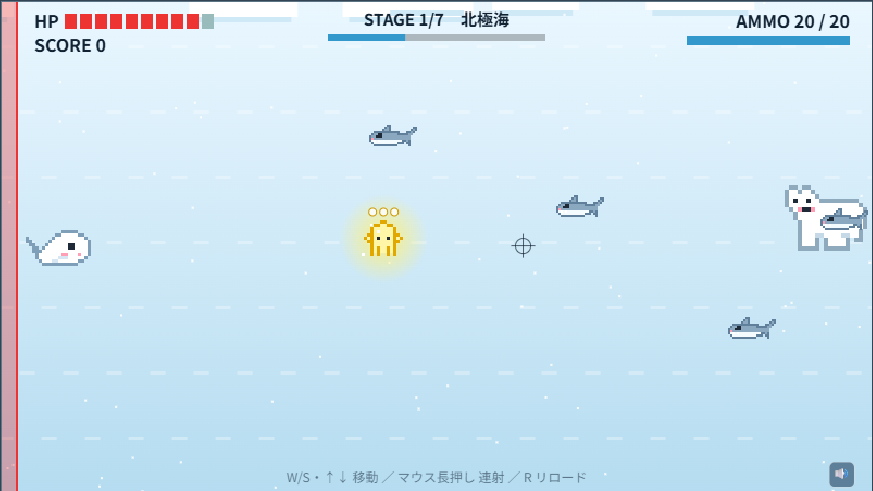 HP
STAGE 1/7 北極海
AMMO 20 / 20
SCORE 0
W/S・↑↓ 移動 ／ マウス長押し 連射 ／ R リロード